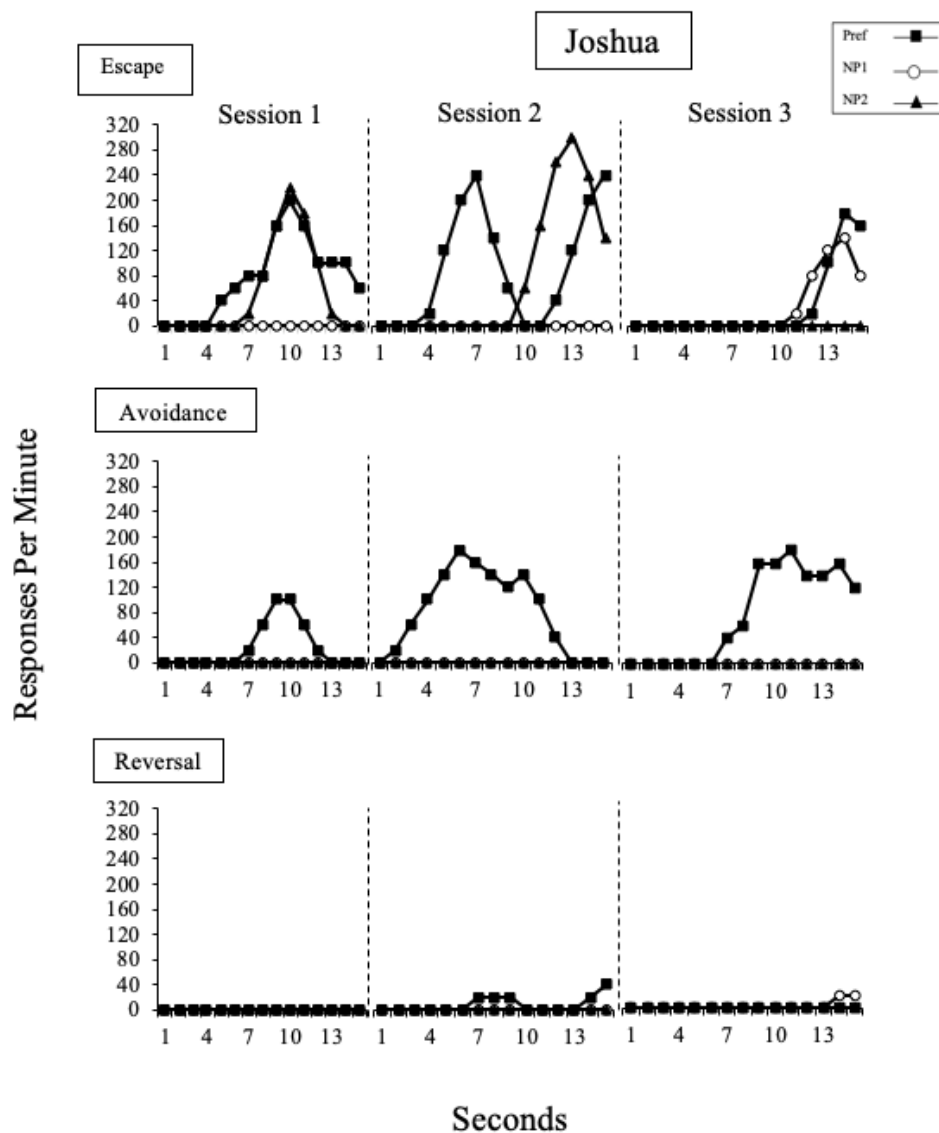 Joshua
Pref
NP1
NP2
Escape
Session 1
Session 2
Session 3
320
280
240
200
160
120
80
40
0
1 4 7 10 13
1 4 7 10 13
1 4 7 10 13
Avoidance
320
280
240
200
160
120
80
40
0
1 4 7 10 13
1 4 7 10 13
1 4 7 10 13
Reversal
320
280
240
200
160
120
80
40
0
1 4 7 10 13
1 4 7 10 13
1 4 7 10 13
Responses Per Minute
Seconds